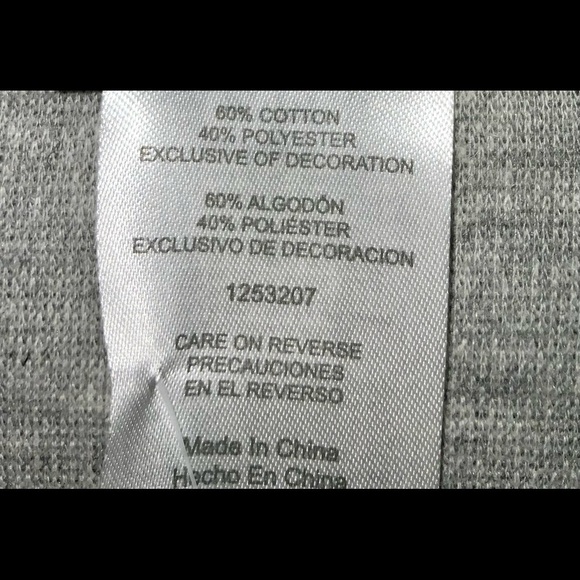 60% COTTON
40% POLYESTER
EXCLUSIVE OF DECORATION
60% ALGODÓN
40% POLIÉSTER
EXCLUSIVO DE DECORACION
1253207
CARE ON REVERSE
PRECAUCIONES
EN EL REVERSO
Made In China
Hecho En China